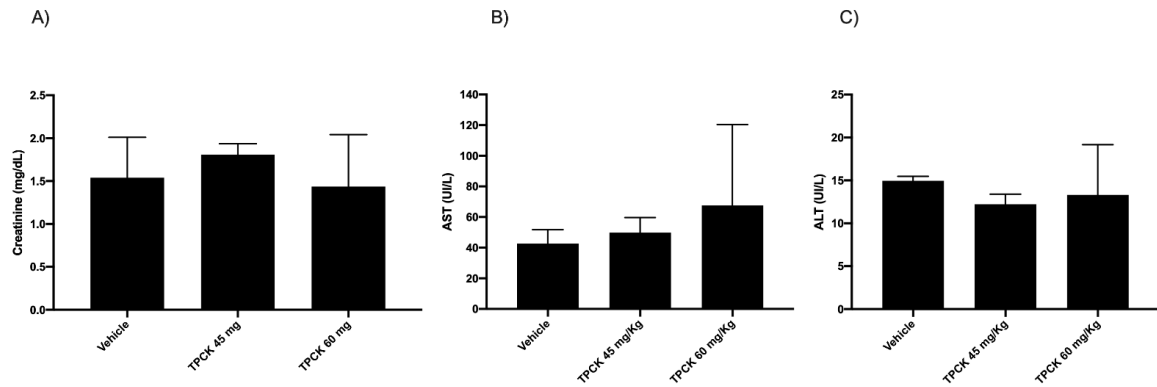 A)
B)
C)
Creatinine (mg/dL)
2.5
2.0
1.5
1.0
0.5
0.0
Vehicle
TPCK 45 mg
TPCK 60 mg
AST (UI/L)
140
120
100
80
60
40
20
0
Vehicle
TPCK 45 mg/Kg
TPCK 60 mg/Kg
ALT (UI/L)
25
20
15
10
5
0
Vehicle
TPCK 45 mg/Kg
TPCK 60 mg/Kg